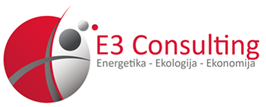 E3 Consulting
Energetika - Ekologija - Ekonomija